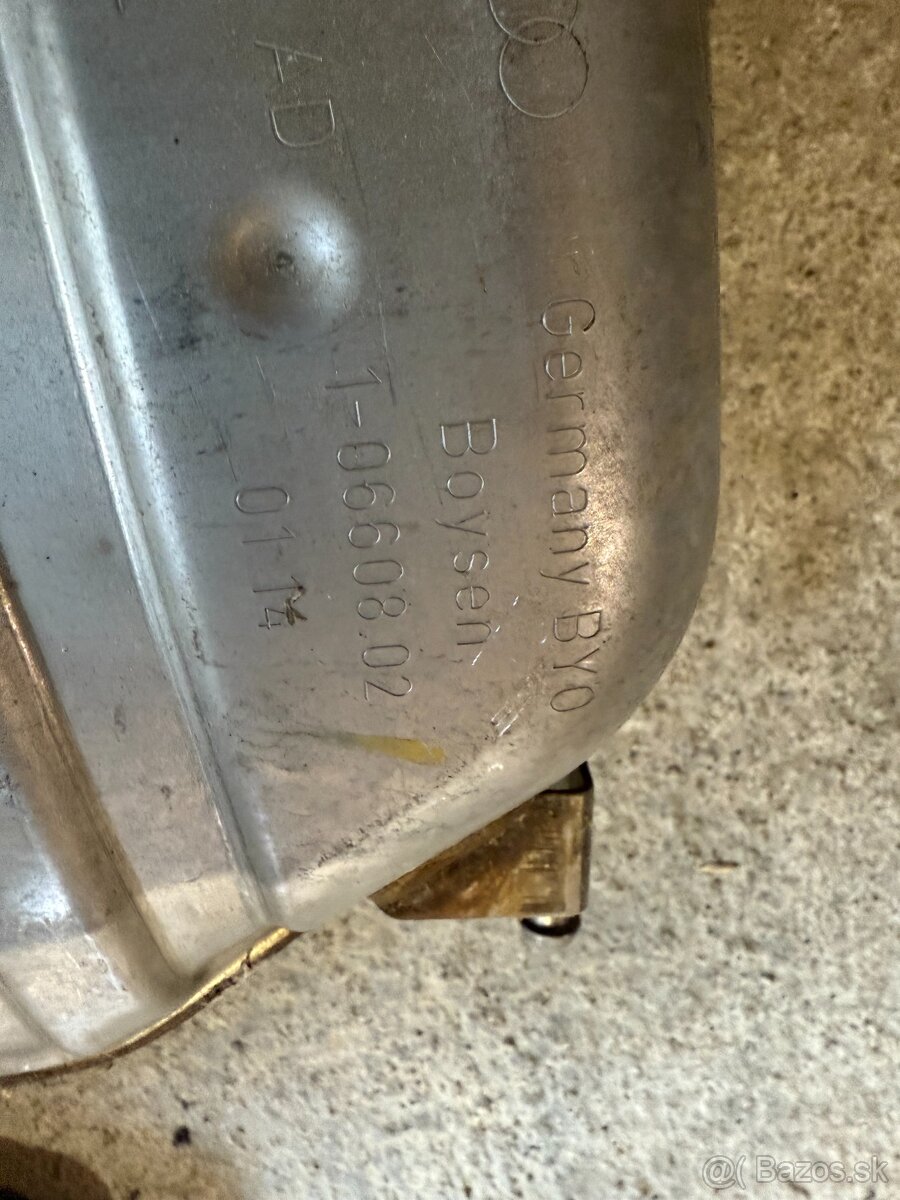 Germany BYO
Boysen
1-06608.02
01 14
AD
@( Bazos.sk